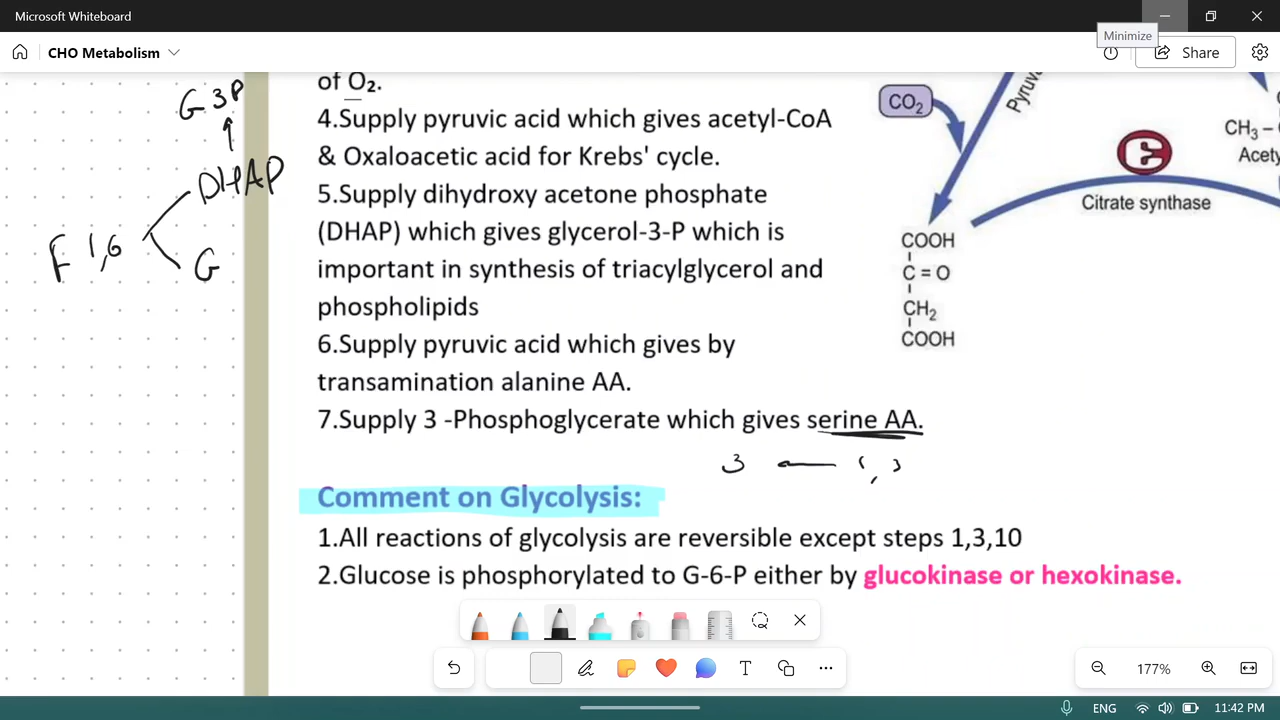 Microsoft Whiteboard
Minimize
CHO Metabolism
Share
G 3P
DHAP
F 1,6
G
of O₂.
4.Supply pyruvic acid which gives acetyl-CoA
& Oxaloacetic acid for Krebs' cycle.
5.Supply dihydroxy acetone phosphate
(DHAP) which gives glycerol-3-P which is
important in synthesis of triacylglycerol and
phospholipids
6.Supply pyruvic acid which gives by
transamination alanine AA.
7.Supply 3 -Phosphoglycerate which gives serine AA.
3 1, 3
Comment on Glycolysis:
1.All reactions of glycolysis are reversible except steps 1,3,10
2.Glucose is phosphorylated to G-6-P either by glucokinase or hexokinase.
CO₂
Pyruv
CH₃ –
Acety
E
Citrate synthase
COOH
C = O
CH₂
COOH
T
177%
ENG
11:42 PM